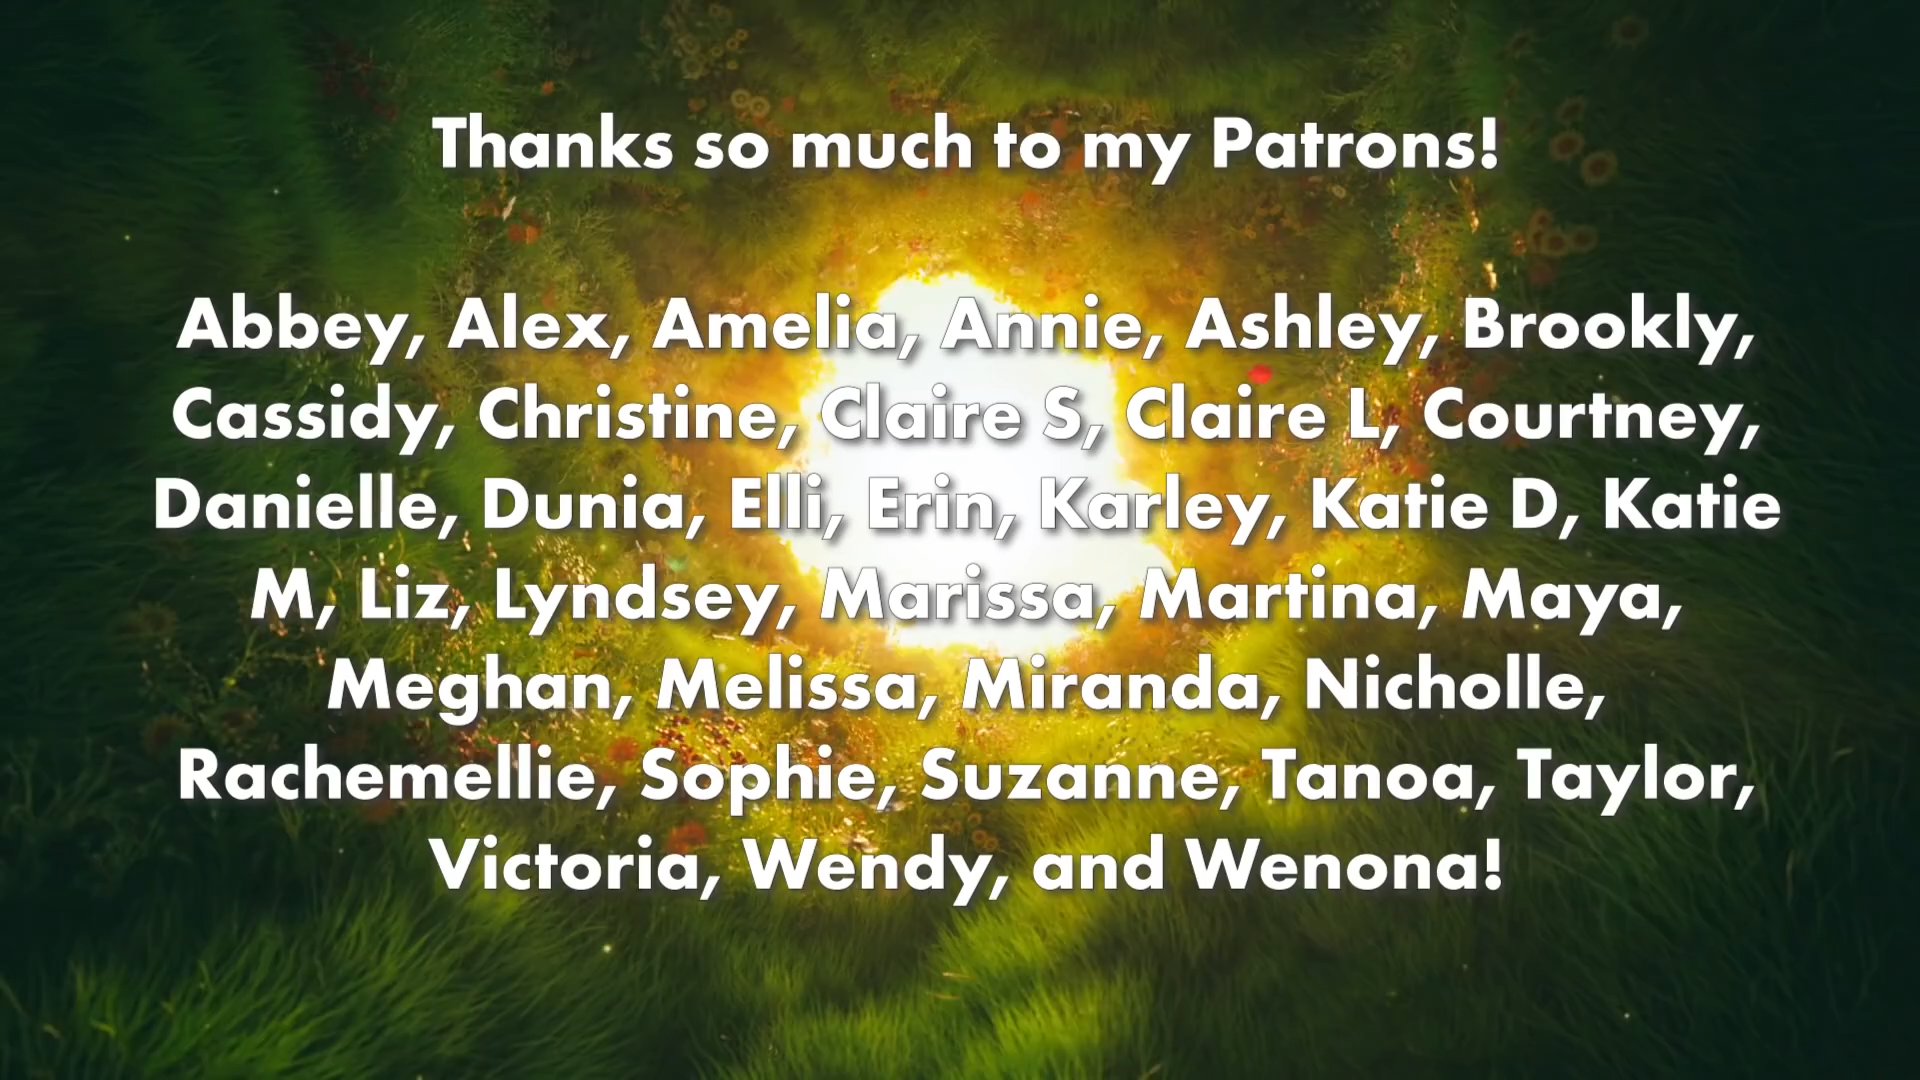 Thanks so much to my Patrons!
Abbey, Alex, Amelia, Annie, Ashley, Brookly,
Cassidy, Christine, Claire S, Claire L, Courtney,
Danielle, Dunia, Elli, Erin, Karley, Katie D, Katie
M, Liz, Lyndsey, Marissa, Martina, Maya,
Meghan, Melissa, Miranda, Nicholle,
Rachemellie, Sophie, Suzanne, Tanoa, Taylor,
Victoria, Wendy, and Wenona!